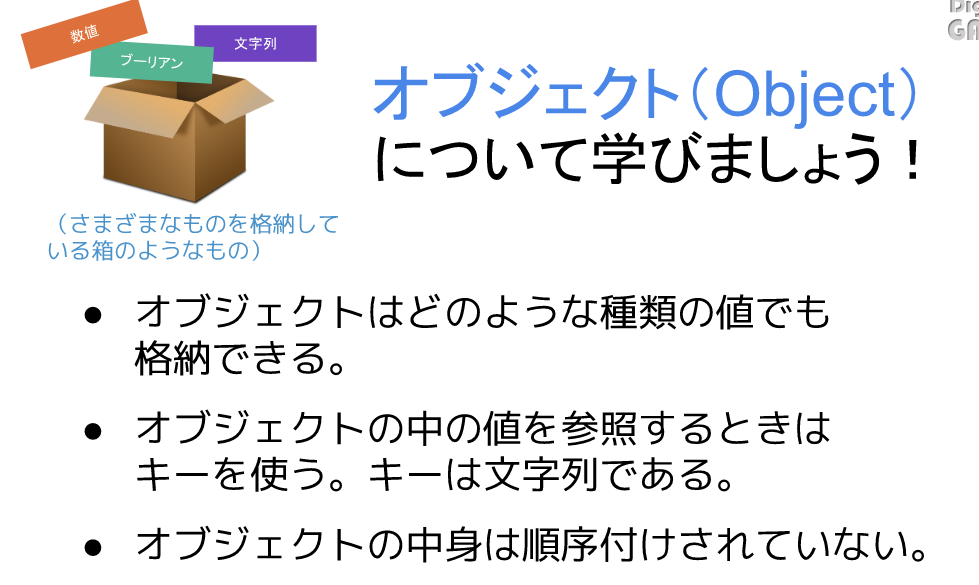 数値
ブーリアン
文字列
オブジェクト(Object)
について学びましょう！
（さまざまなものを格納して
いる箱のようなもの）
● オブジェクトはどのような種類の値でも
格納できる。
● オブジェクトの中の値を参照するときは
キーを使う。キーは文字列である。
● オブジェクトの中身は順序付けされていない。